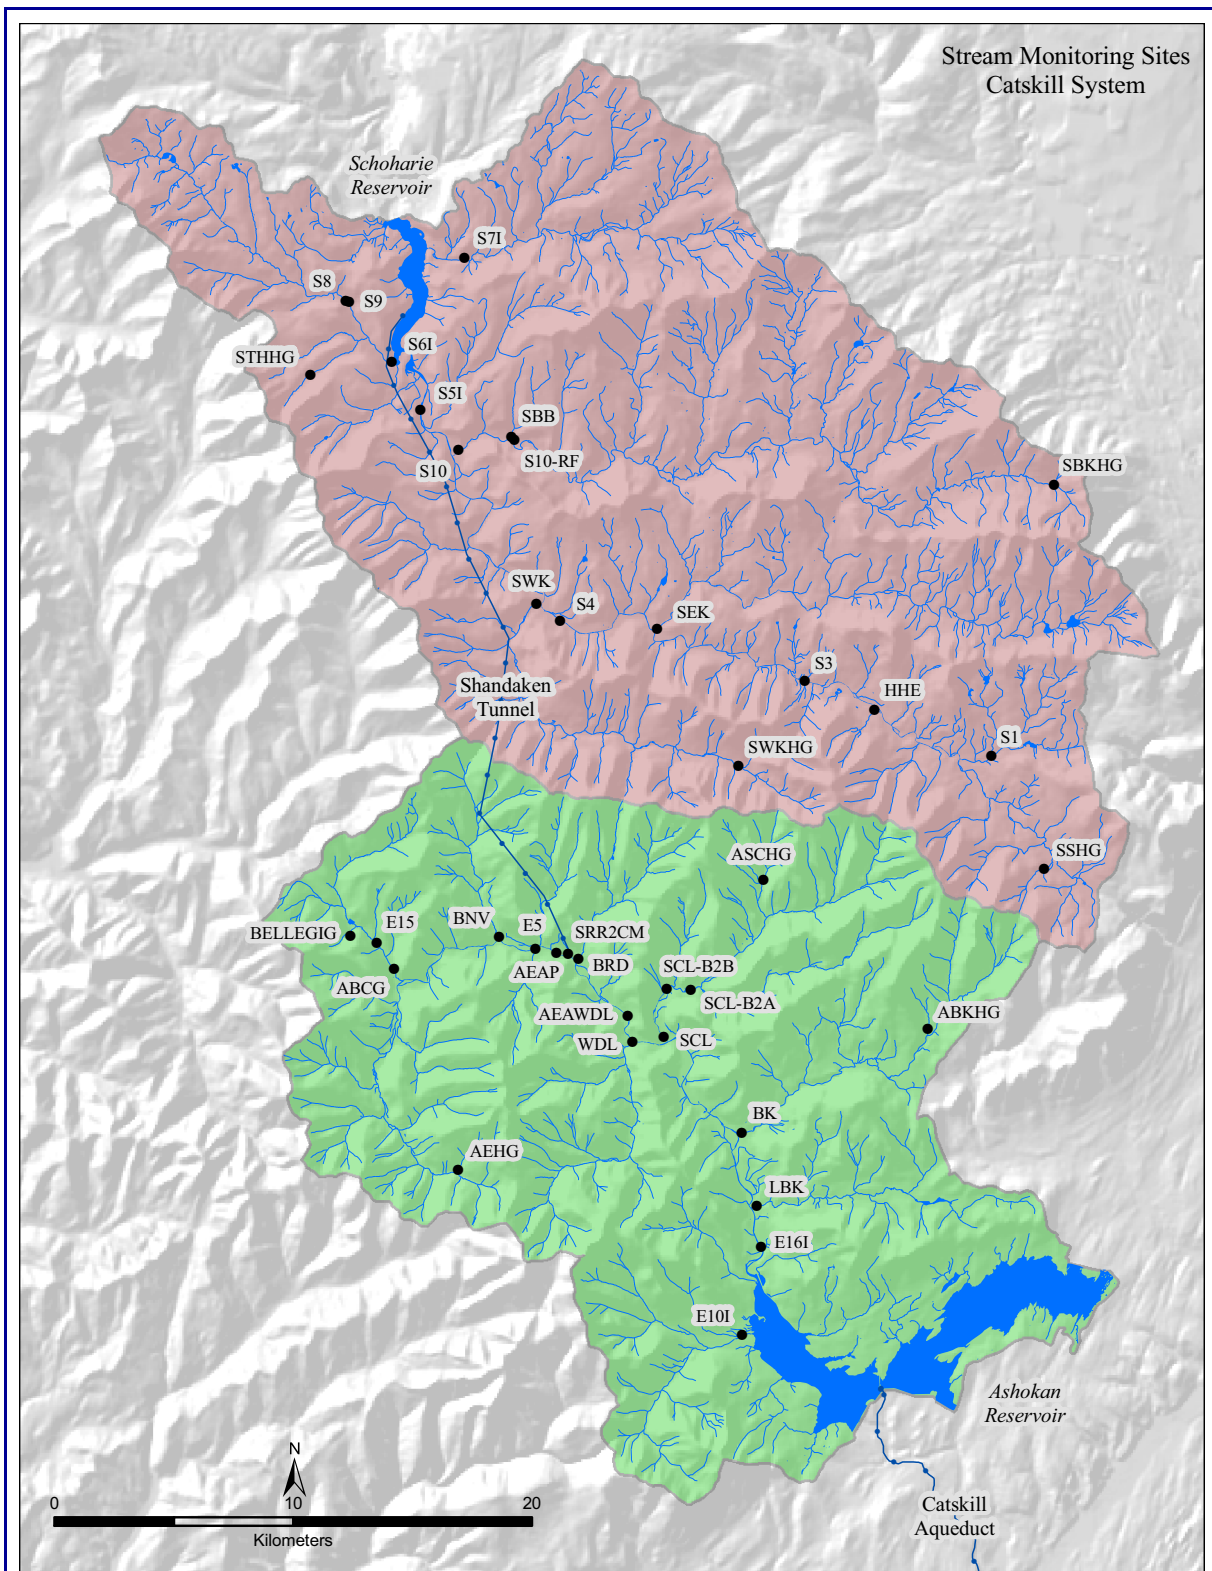 Stream Monitoring Sites
Catskill System
Schoharie
Reservoir
S7I
S8
S9
S6I
STHHG
S5I
SBB
S10-RF
S10
SBKHG
SWK
S4
SEK
S3
Shandaken
Tunnel
HHE
S1
SWKHG
SSHG
ASCHG
BELLEGIG
E15
BNV
E5
SRR2CM
AEAP
BRD
ABCG
SCL-B2B
SCL-B2A
AEAWDL
ABKHG
WDL
SCL
BK
AEHG
LBK
E16I
E10I
Ashokan
Reservoir
N
0
10
20
Kilometers
Catskill
Aqueduct